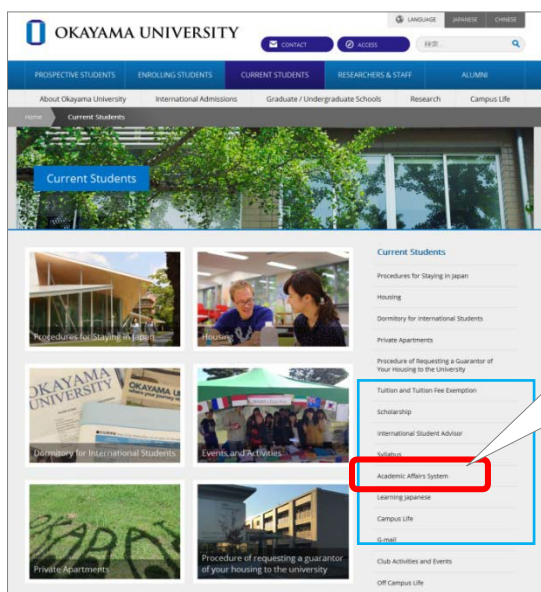 OKAYAMA UNIVERSITY
LANGUAGE JAPANESE CHINESE
CONTACT ACCESS 検索...
PROSPECTIVE STUDENTS ENROLLING STUDENTS CURRENT STUDENTS RESEARCHERS & STAFF ALUMNI
About Okayama University International Admissions Graduate / Undergraduate Schools Research Campus Life
Home Current Students
Current Students
Current Students
Procedures for Staying in Japan
Housing
Procedures for Staying in Japan
Housing
Dormitory for International Students
Private Apartments
Procedure of Requesting a Guarantor of
Your Housing to the University
OKAYAMA
UNIVERSITY
OKAYAMA U
Dormitory for International Students
Events and Activities
Tuition and Tuition Fee Exemption
Scholarship
International Student Advisor
Syllabus
Academic Affairs System
Learning Japanese
Campus Life
G-mail
Club Activities and Events
Off Campus Life
Private Apartments
Procedure of requesting a guarantor
of your housing to the university